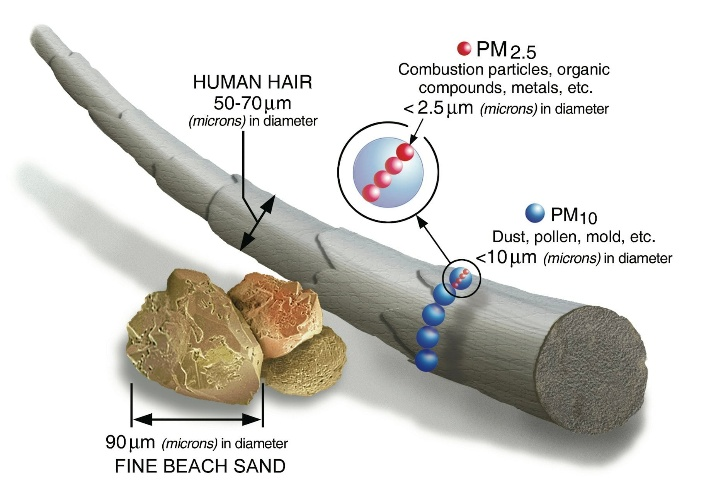 HUMAN HAIR
50-70μm
(microns) in diameter
PM2.5
Combustion particles, organic
compounds, metals, etc.
< 2.5μm (microns) in diameter
PM10
Dust, pollen, mold, etc.
<10μm (microns) in diameter
90μm (microns) in diameter
FINE BEACH SAND